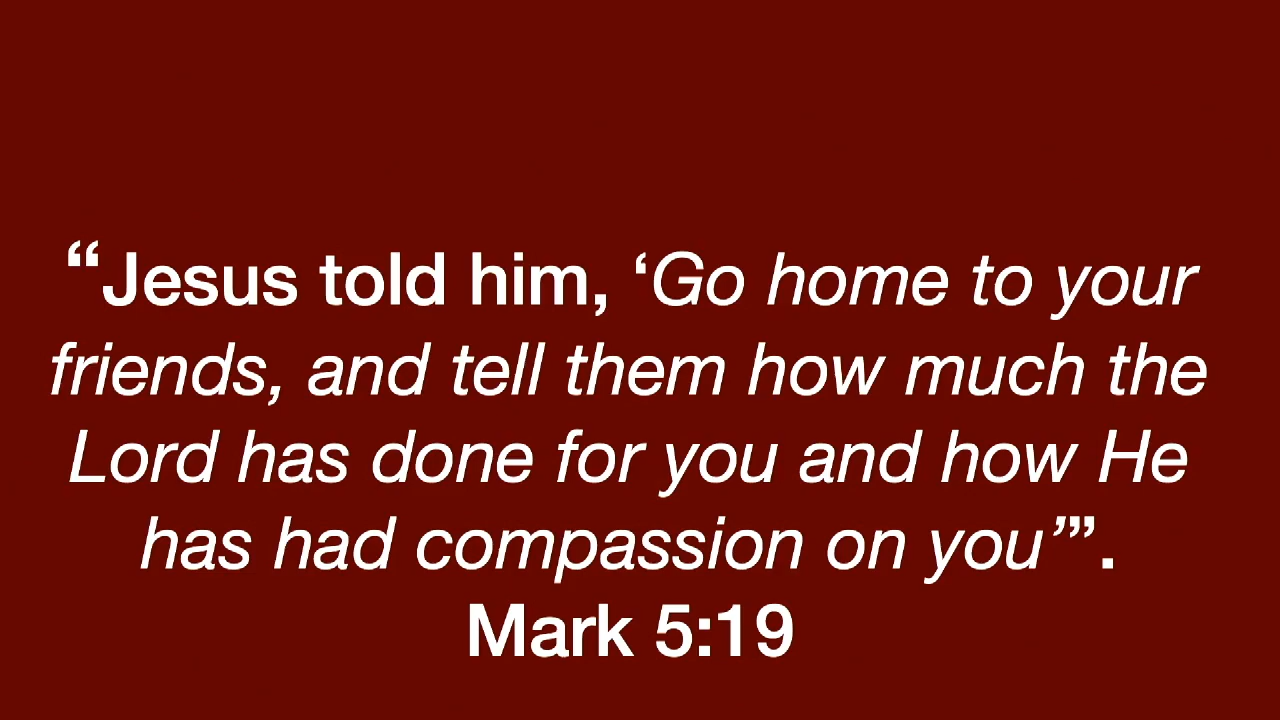 “Jesus told him, ‘Go home to your
friends, and tell them how much the
Lord has done for you and how He
has had compassion on you’”.
Mark 5:19